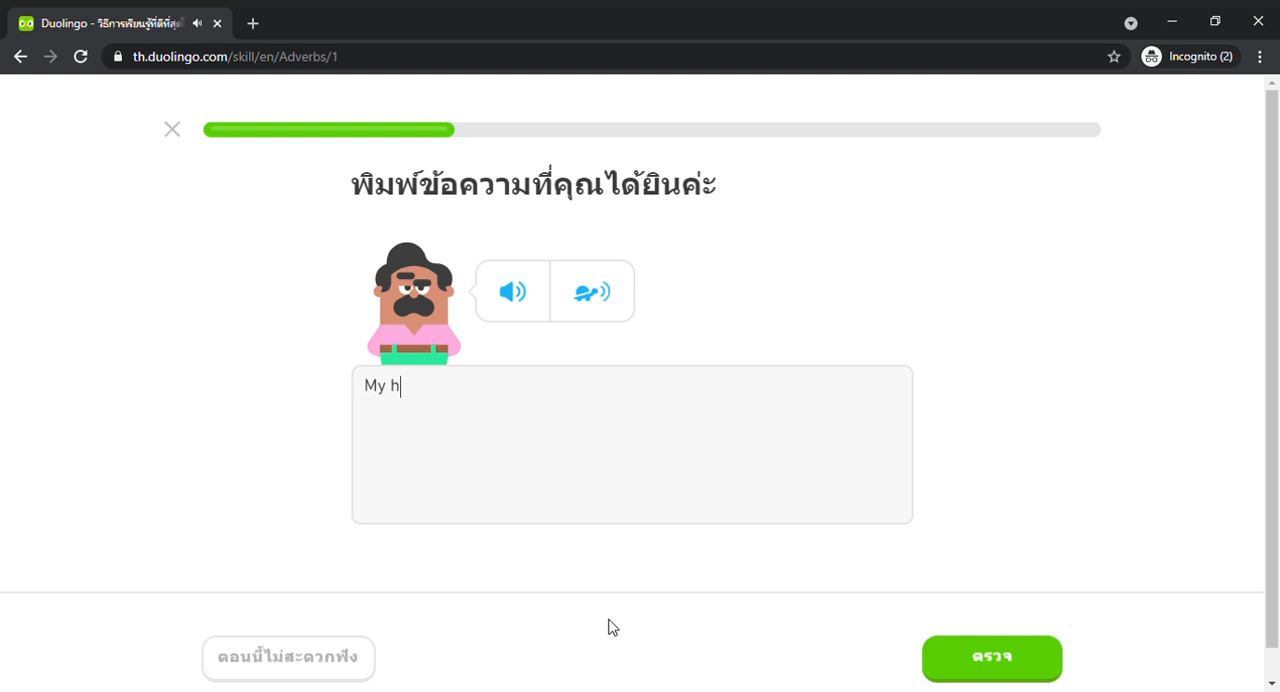 Duolingo - วิธีการเรียนรู้ที่ดีที่สุด
th.duolingo.com/skill/en/Adverbs/1
Incognito (2)
พิมพ์ข้อความที่คุณได้ยินค่ะ
My h
ตอนนี้ไม่สะดวกฟัง
ตรวจ